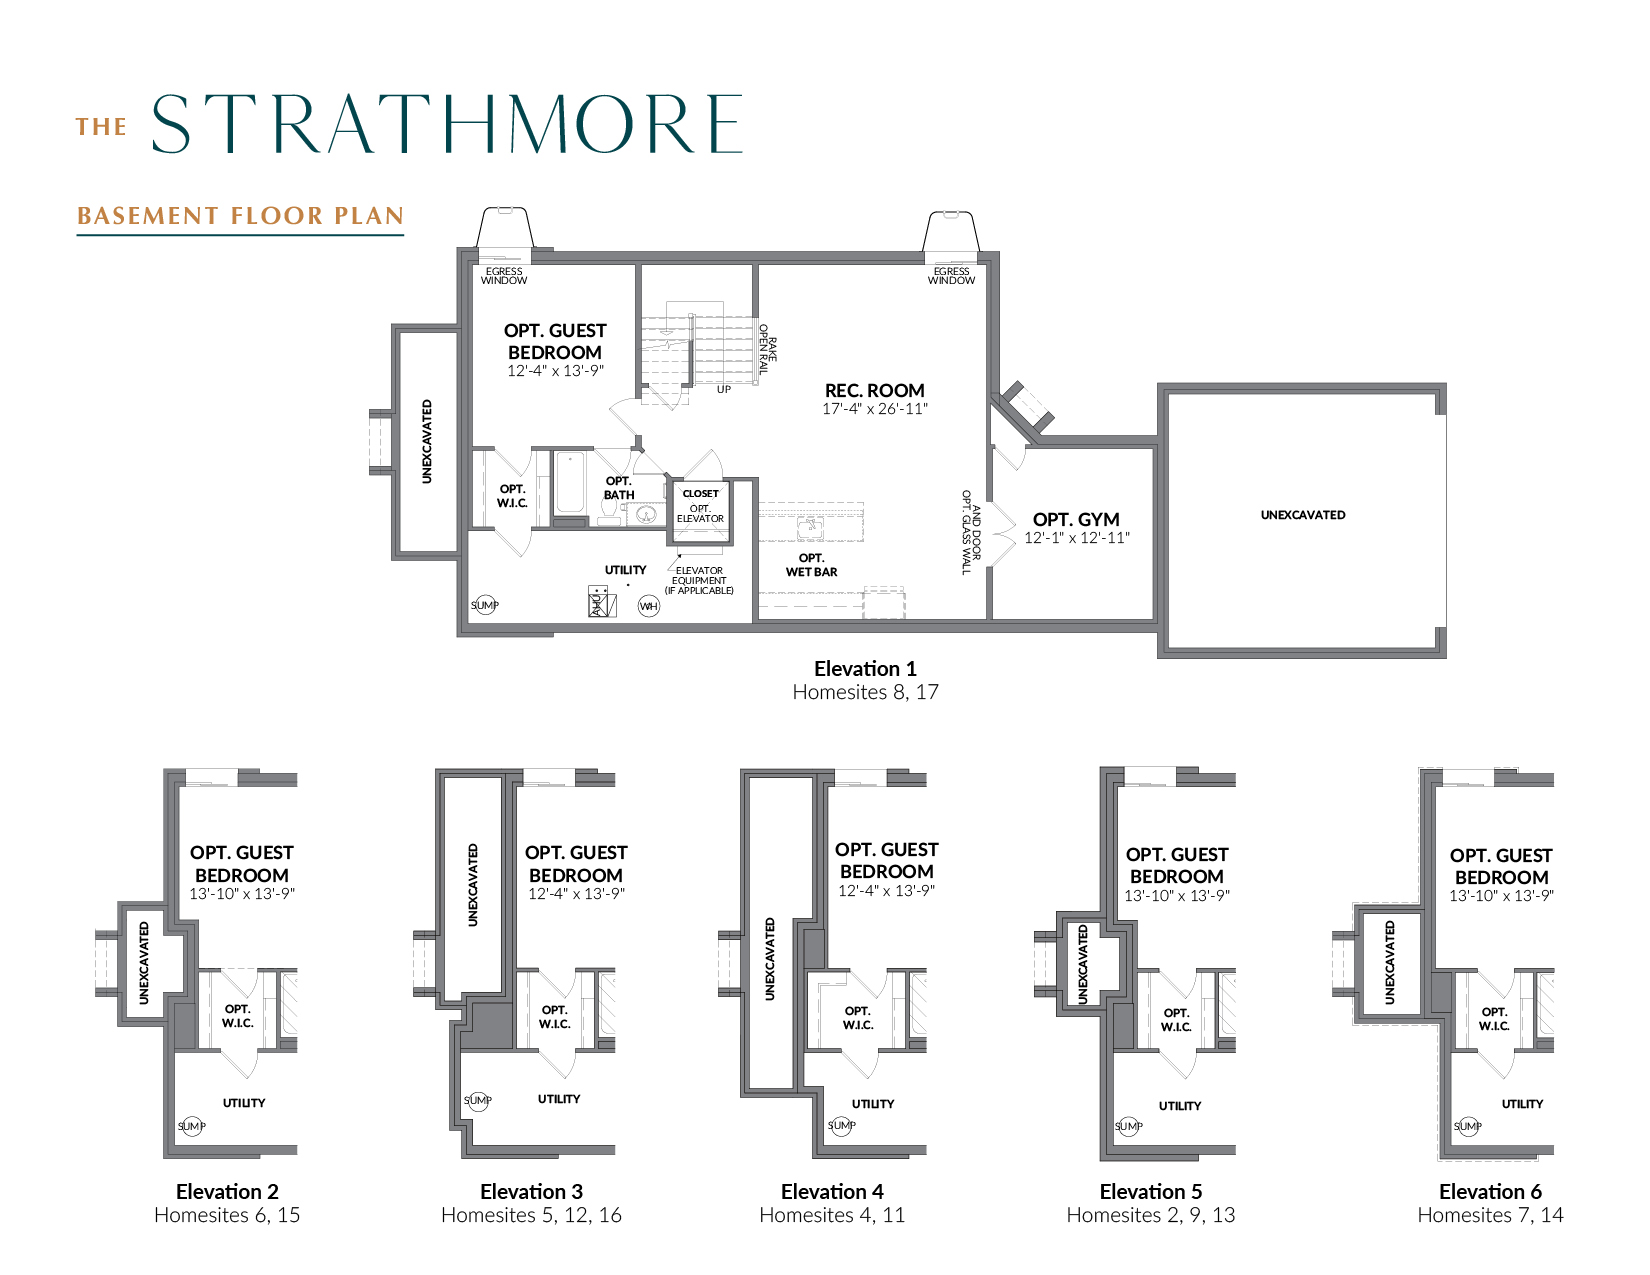 THE STRATHMORE
BASEMENT FLOOR PLAN
EGRESS
WINDOW
EGRESS
WINDOW
OPT. GUEST
BEDROOM
12'-4" x 13'-9"
RAKE
OPEN RAIL
UP
REC. ROOM
17'-4" x 26'-11"
UNEXCAVATED
OPT.
W.I.C.
OPT.
BATH
CLOSET
OPT.
ELEVATOR
AND DOOR
OPT. GLASS WALL
OPT. GYM
12'-1" x 12'-11"
UNEXCAVATED
OPT.
WET BAR
UTILITY
ELEVATOR
EQUIPMENT
(IF APPLICABLE)
SUMP
AHU
WH
Elevation 1
Homesites 8, 17
OPT. GUEST
BEDROOM
13'-10" x 13'-9"
UNEXCAVATED
OPT.
W.I.C.
UTILITY
SUMP
Elevation 2
Homesites 6, 15
UNEXCAVATED
OPT. GUEST
BEDROOM
12'-4" x 13'-9"
OPT.
W.I.C.
SUMP
UTILITY
Elevation 3
Homesites 5, 12, 16
OPT. GUEST
BEDROOM
12'-4" x 13'-9"
UNEXCAVATED
OPT.
W.I.C.
UTILITY
SUMP
Elevation 4
Homesites 4, 11
OPT. GUEST
BEDROOM
13'-10" x 13'-9"
UNEXCAVATED
OPT.
W.I.C.
UTILITY
SUMP
Elevation 5
Homesites 2, 9, 13
OPT. GUEST
BEDROOM
13'-10" x 13'-9"
UNEXCAVATED
OPT.
W.I.C.
UTILITY
SUMP
Elevation 6
Homesites 7, 14